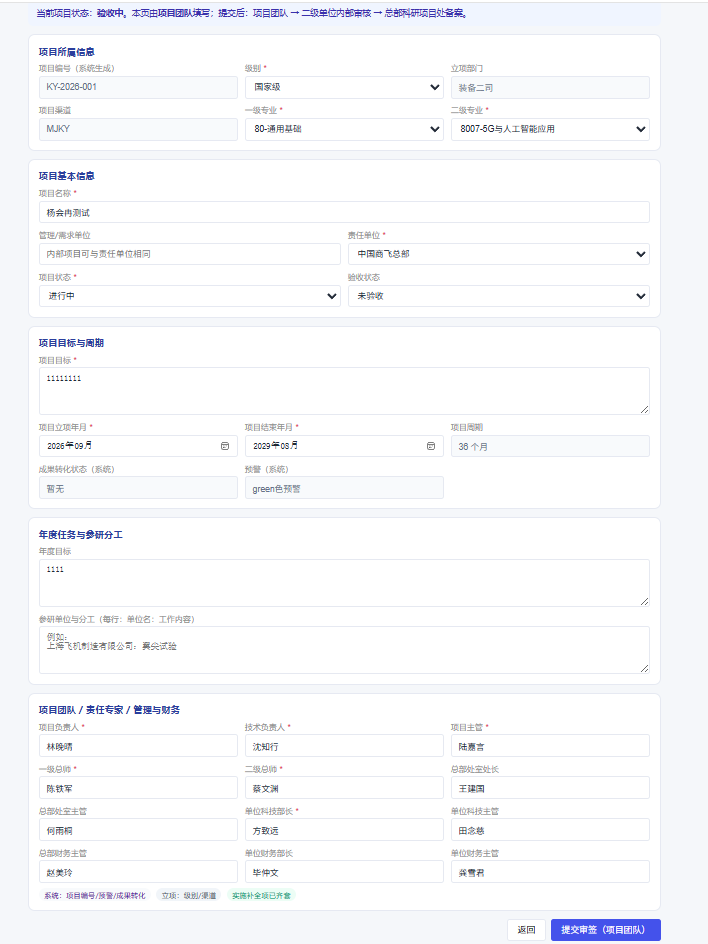 当前项目状态：验收中。本页由项目团队填写；提交后：项目团队 → 二级单位内部审核 → 总部科研项目处备案。
项目所属信息
项目编号（系统生成） 级别 * 立项部门
KY-2026-001 国家级 装备二司
项目渠道 一级专业 * 二级专业 *
MJKY 80-通用基础 8007-5G与人工智能应用
项目基本信息
项目名称 *
杨会冉测试
管理/需求单位 责任单位 *
内部项目可与责任单位相同 中国商飞总部
项目状态 * 验收状态
进行中 未验收
项目目标与周期
项目目标 *
11111111
项目立项年月 * 项目结束年月 * 项目周期
2026年09月 2029年08月 36 个月
成果转化状态（系统） 预警（系统）
暂无 green色预警
年度任务与参研分工
年度目标
1111
参研单位与分工（每行：单位名：工作内容）
例如：
上海飞机制造有限公司：襄尖试验
项目团队 / 责任专家 / 管理与财务
项目负责人 * 技术负责人 * 项目主管 *
林晚晴 沈知行 陆嘉言
一级总师 * 二级总师 * 总部处室处长
陈铁军 蔡文渊 王建国
总部处室主管 单位科技部长 * 单位科技主管
何雨桐 方致远 田念慈
总部财务主管 单位财务部长 单位财务主管
赵美玲 毕仲文 龚雪君
系统：项目编号/预警/成果转化 立项：级别/渠道 实施补全项已齐套
返回 提交审签（项目团队）